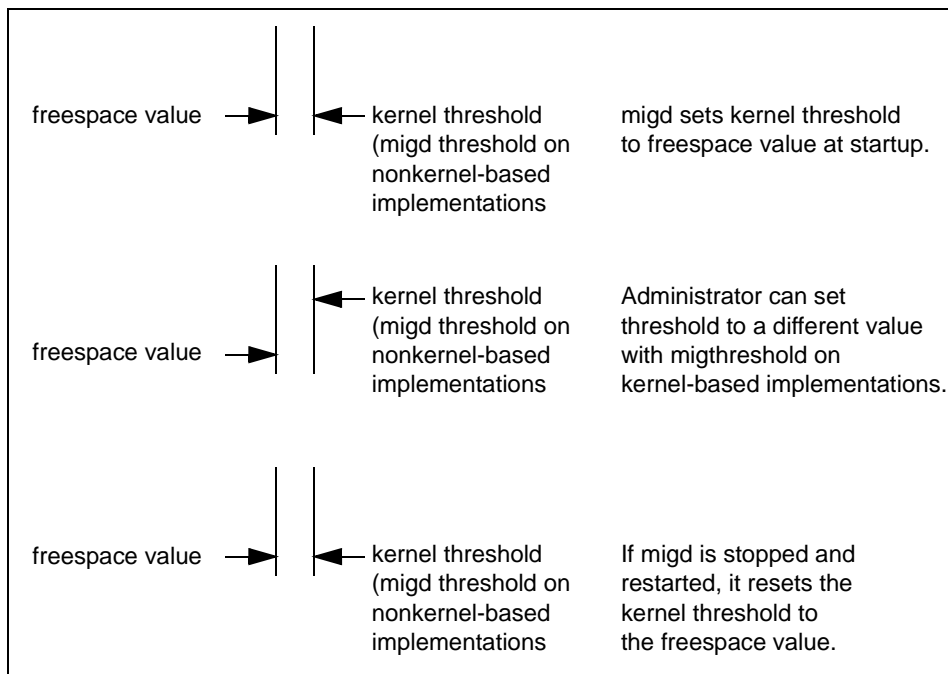 freespace value
kernel threshold
(migd threshold on
nonkernel-based
implementations
migd sets kernel threshold
to freespace value at startup.
freespace value
kernel threshold
(migd threshold on
nonkernel-based
implementations
Administrator can set
threshold to a different value
with migthreshold on
kernel-based implementations.
freespace value
kernel threshold
(migd threshold on
nonkernel-based
implementations
If migd is stopped and
restarted, it resets the
kernel threshold to
the freespace value.